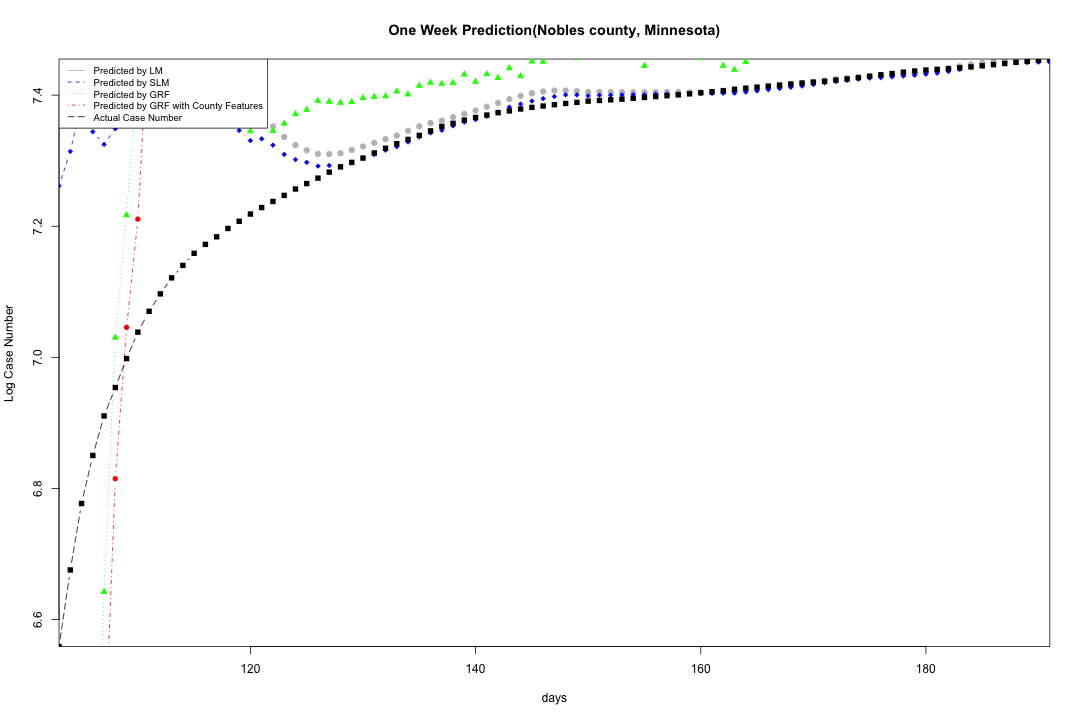 One Week Prediction(Nobles county, Minnesota)
Predicted by LM
Predicted by SLM
Predicted by GRF
Predicted by GRF with County Features
Actual Case Number
Log Case Number
7.4
7.2
7.0
6.8
6.6
120 140 160 180
days